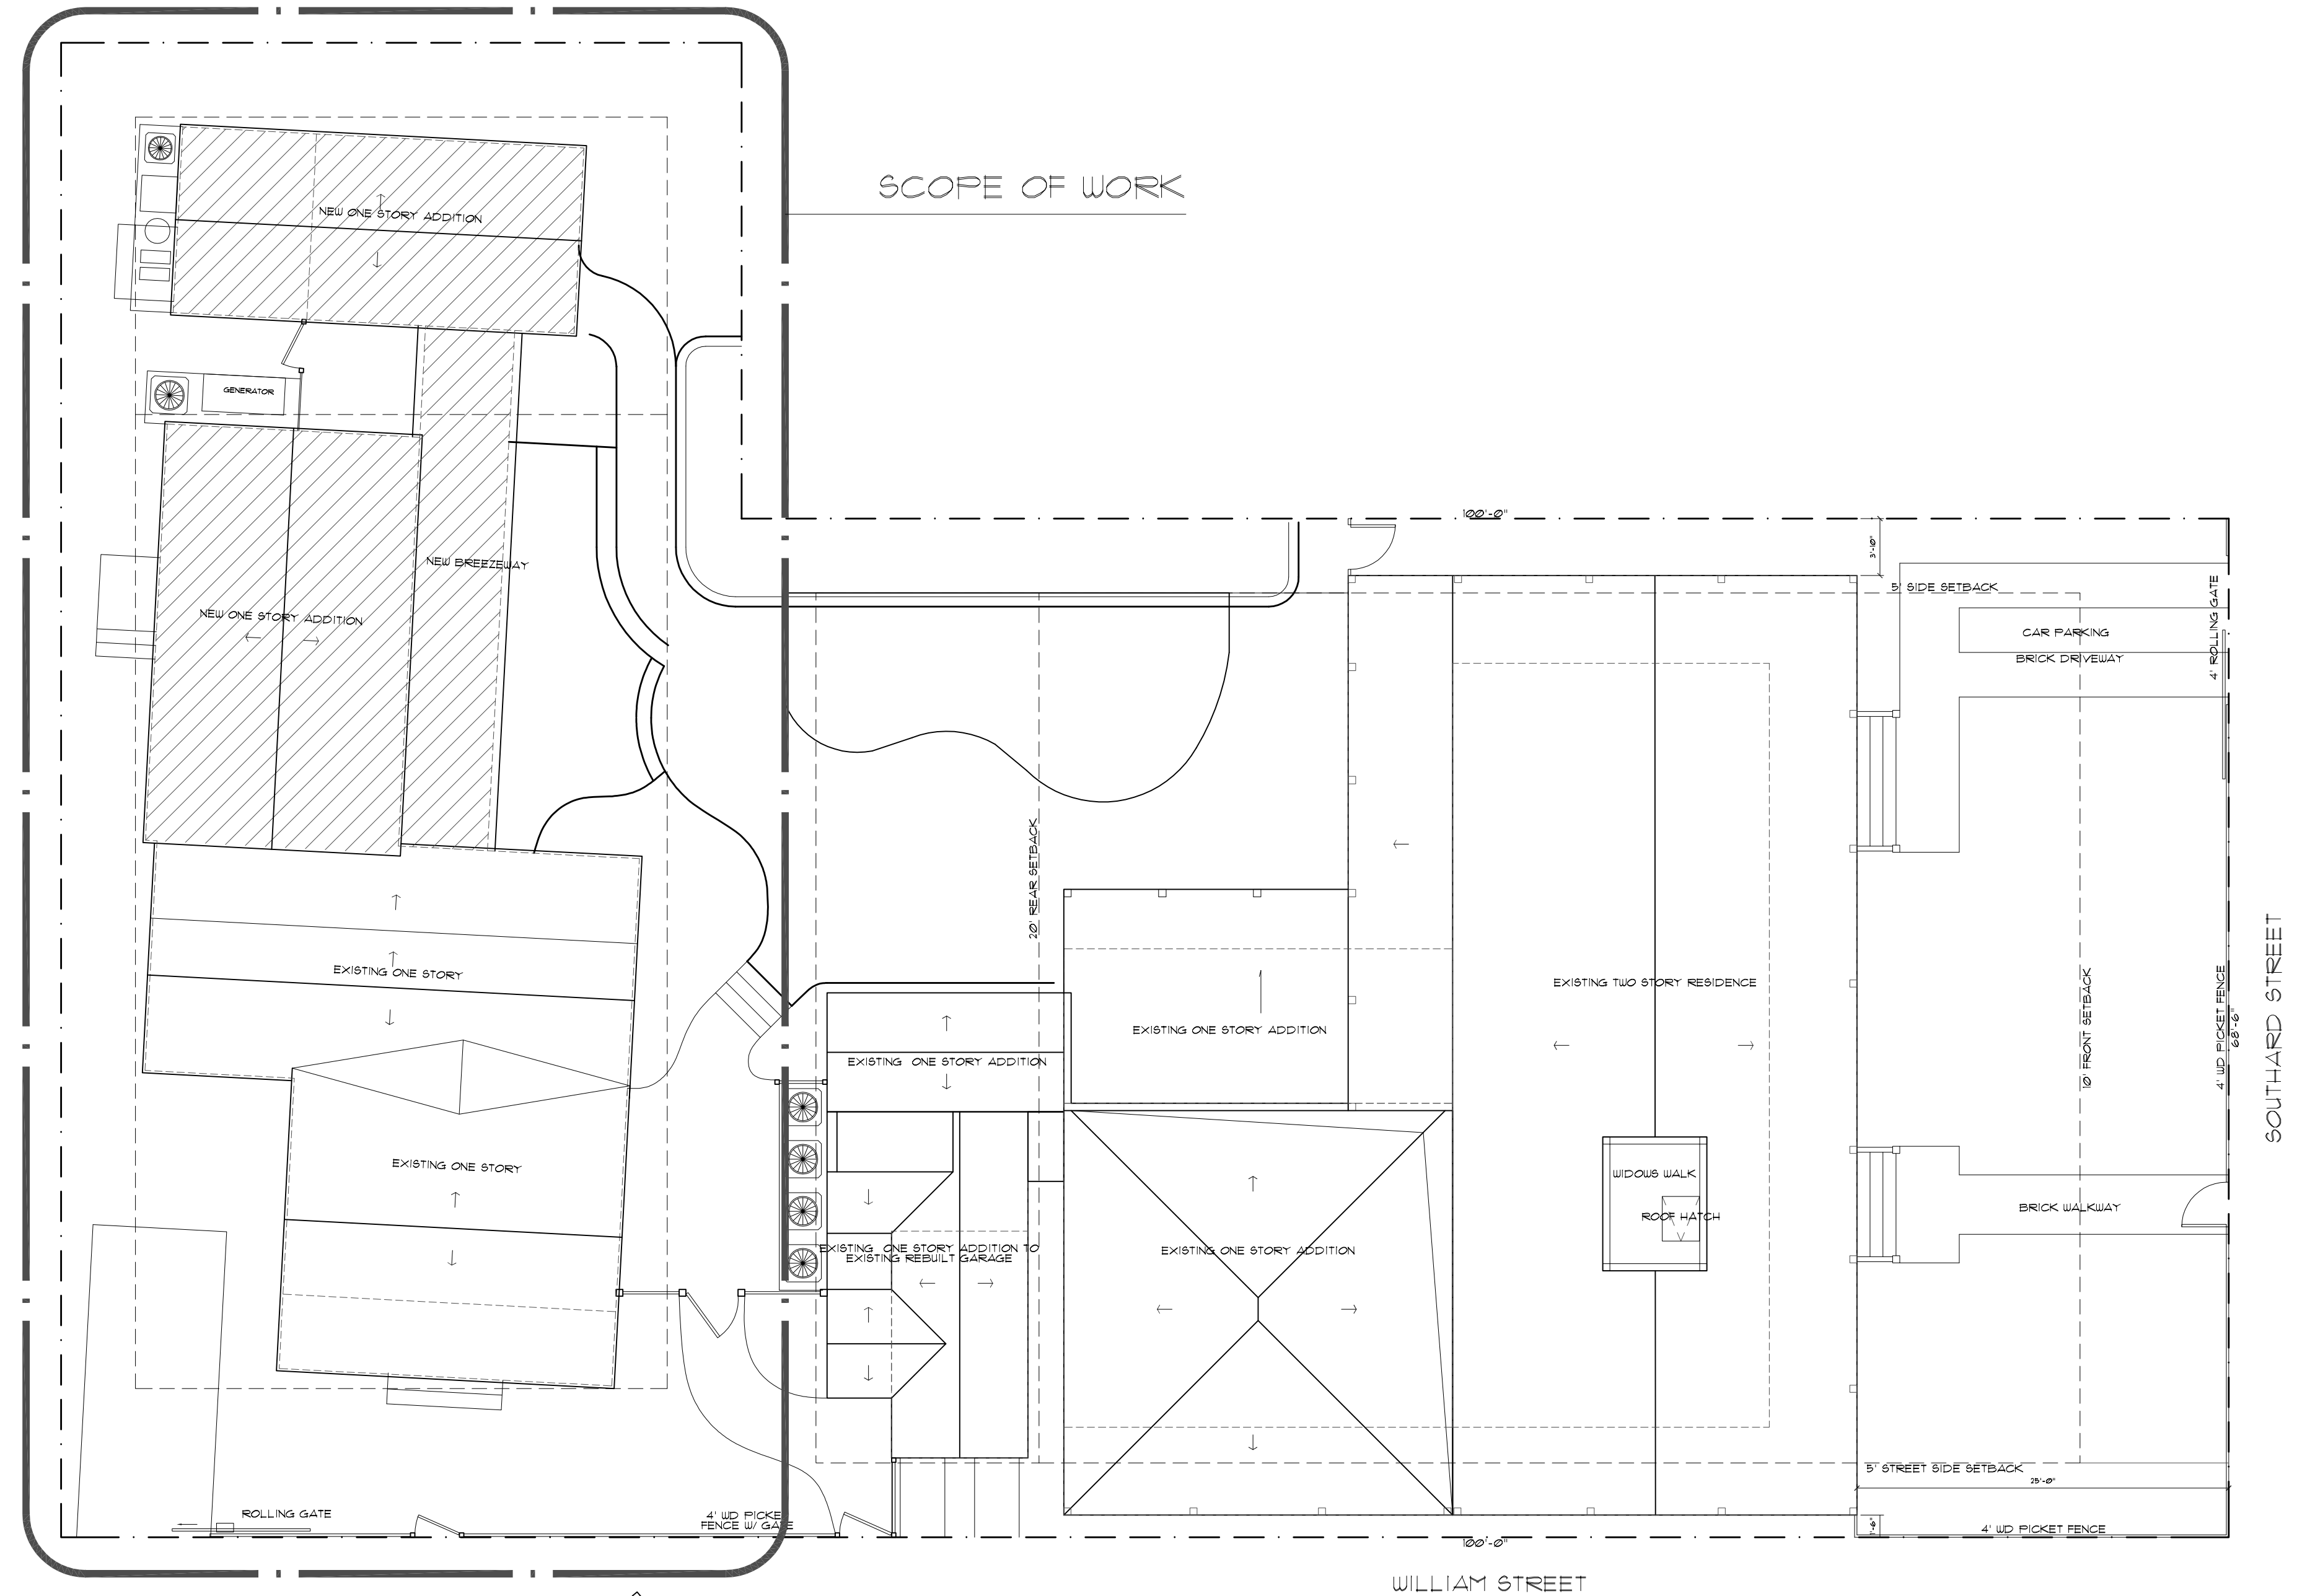 SCOPE OF WORK
NEW ONE STORY ADDITION
GENERATOR
100'-0"
3'-10"
NEW BREEZEWAY
5' SIDE SETBACK
4' ROLLING GATE
NEW ONE STORY ADDITION
CAR PARKING
BRICK DRIVEWAY
20' REAR SETBACK
EXISTING ONE STORY
EXISTING TWO STORY RESIDENCE
10' FRONT SETBACK
4' WD PICKET FENCE
68'-6"
SOUTHARD STREET
EXISTING ONE STORY ADDITION
EXISTING ONE STORY ADDITION
EXISTING ONE STORY
WIDOWS WALK
ROOF HATCH
BRICK WALKWAY
EXISTING ONE STORY ADDITION TO
EXISTING REBUILT GARAGE
EXISTING ONE STORY ADDITION
5' STREET SIDE SETBACK
25'-0"
ROLLING GATE
4' WD PICKET
FENCE W/ GATE
1'-6"
4' WD PICKET FENCE
100'-0"
WILLIAM STREET